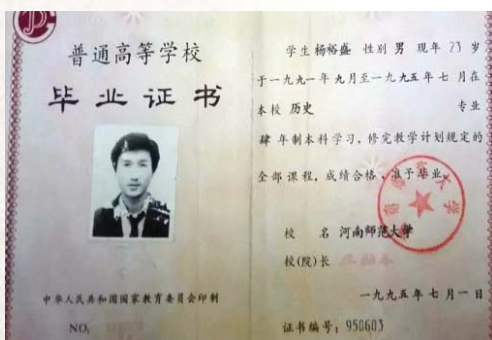 普通高等学校
毕业证书
中华人民共和国国家教育委员会印制
NO.
学生杨裕盛 性别 男 现年 23 岁
于一九九一年九月至一九九五年七月在
本校 历史 专业
肆 年制本科学习,修完教学计划规定的
全部课程,成绩合格,准予毕业。
校 名 河南师范大学
校(院)长
一九九五年七月一日
证书编号:950603